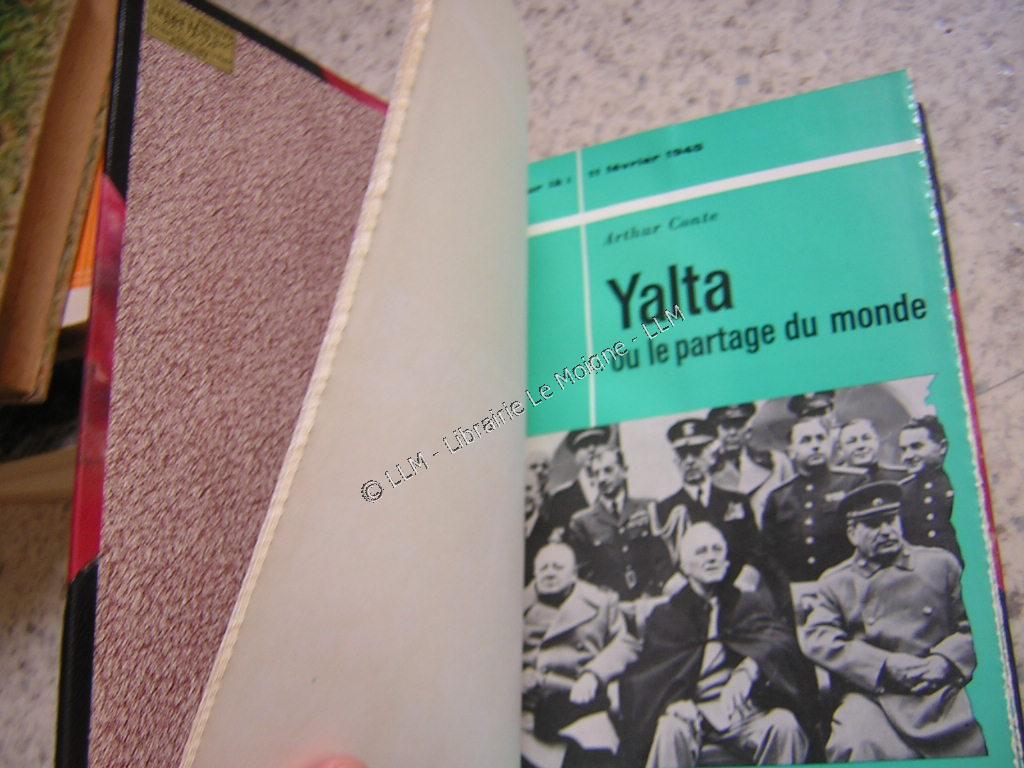 11 février 1945
Arthur Conte
Yalta
ou le partage du monde
© LLM - Librairie Le Moigne - LLM